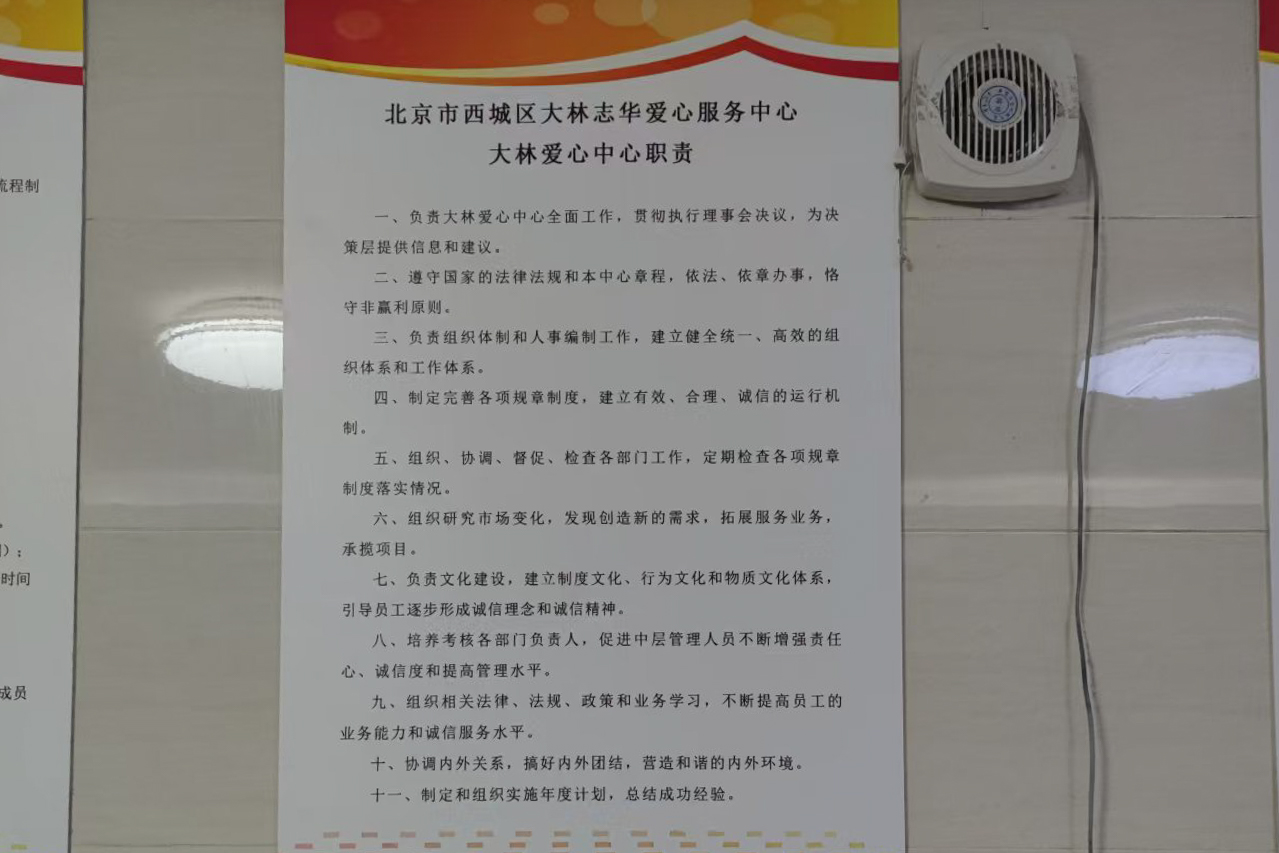 北京市西城区大林志华爱心服务中心
大林爱心中心职责
一、负责大林爱心中心全面工作，贯彻执行理事会决议，为决
策层提供信息和建议。
二、遵守国家的法律法规和本中心章程，依法、依章办事，恪
守非赢利原则。
三、负责组织体制和人事编制工作，建立健全统一、高效的组
织体系和工作体系。
四、制定完善各项规章制度，建立有效、合理、诚信的运行机
制。
五、组织、协调、督促、检查各部门工作，定期检查各项规章
制度落实情况。
六、组织研究市场变化，发现创造新的需求，拓展服务业务，
承揽项目。
七、负责文化建设，建立制度文化、行为文化和物质文化体系，
引导员工逐步形成诚信理念和诚信精神。
八、培养考核各部门负责人，促进中层管理人员不断增强责任
心、诚信度和提高管理水平。
九、组织相关法律、法规、政策和业务学习，不断提高员工的
业务能力和诚信服务水平。
十、协调内外关系，搞好内外团结，营造和谐的内外环境。
十一、制定和组织实施年度计划，总结成功经验。
流程制
）；
时间
成员